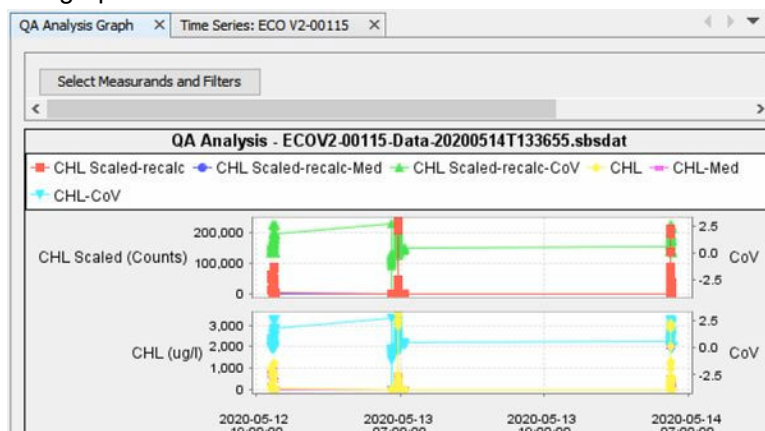 QA Analysis Graph × Time Series: ECO V2-00115 ×
Select Measurands and Filters
QA Analysis - ECOV2-00115-Data-20200514T133655.sbsdat
CHL Scaled-recalc CHL Scaled-recalc-Med CHL Scaled-recalc-CoV CHL CHL-Med
CHL-CoV
200,000
100,000
0
CHL Scaled (Counts)
2.5
0.0
-2.5
CoV
3,000
2,000
1,000
0
CHL (ug/l)
2.5
0.0
-2.5
CoV
2020-05-12 2020-05-13 2020-05-13 2020-05-14